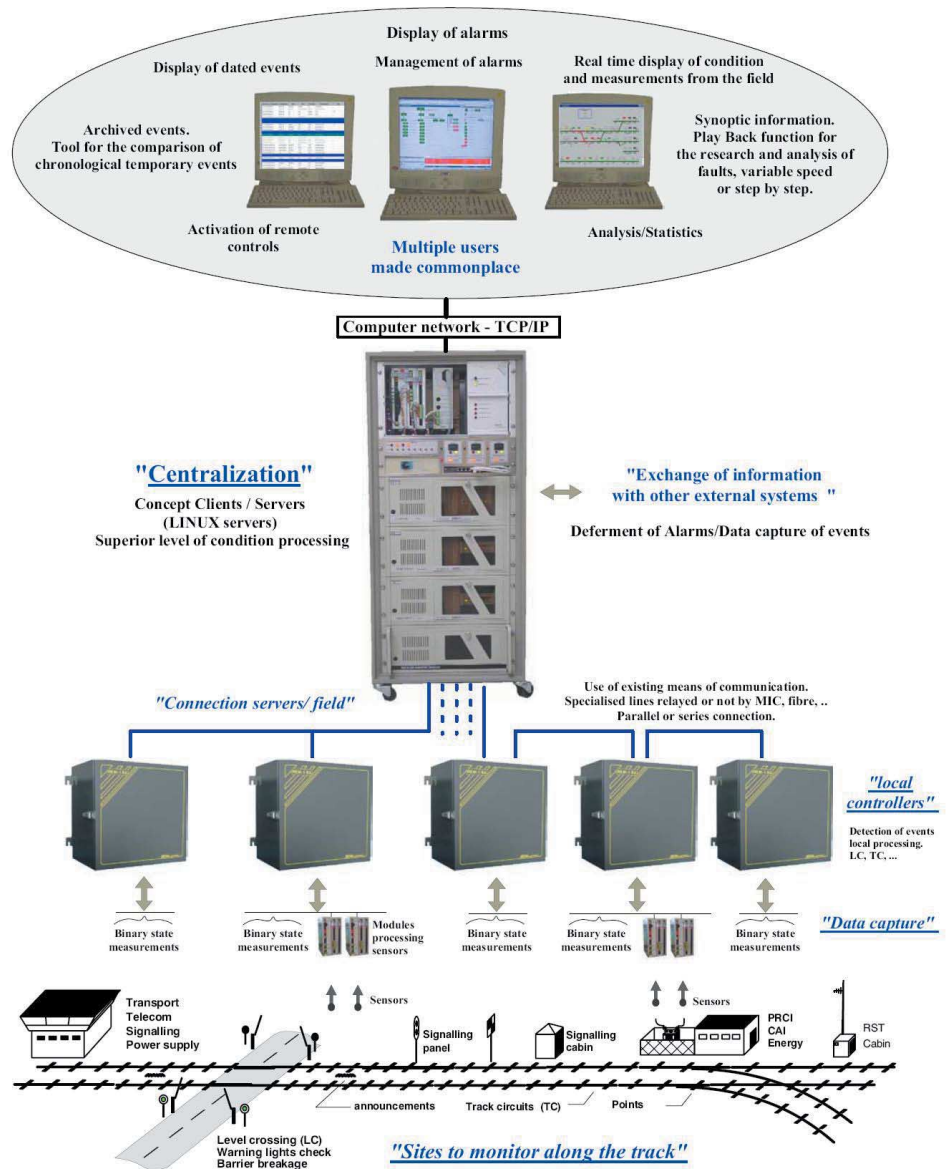 Display of alarms
Display of dated events
Management of alarms
Real time display of condition
and measurements from the field
Archived events.
Tool for the comparison of
chronological temporary events
Synoptic information.
Play Back function for
the research and analysis of
faults, variable speed
or step by step.
Activation of remote
controls
Multiple users
made commonplace
Analysis/Statistics
Computer network - TCP/IP
"Centralization"
Concept Clients / Servers
(LINUX servers)
Superior level of condition processing
"Exchange of information
with other external systems "
Deferment of Alarms/Data capture of events
"Connection servers/ field"
Use of existing means of communication.
Specialised lines relayed or not by MIC, fibre, ..
Parallel or series connection.
"local
controllers"
Detection of events
local processing.
LC, TC, ...
Binary state
measurements
Binary state
measurements
Modules
processing
sensors
Binary state
measurements
Binary state
measurements
Binary state
measurements
"Data capture"
Sensors
Sensors
Transport
Telecom
Signalling
Power supply
Signalling
panel
Signalling
cabin
PRCI
CAI
Energy
RST
Cabin
announcements
Track circuits (TC)
Points
Level crossing (LC)
Warning lights check
Barrier breakage
"Sites to monitor along the track"